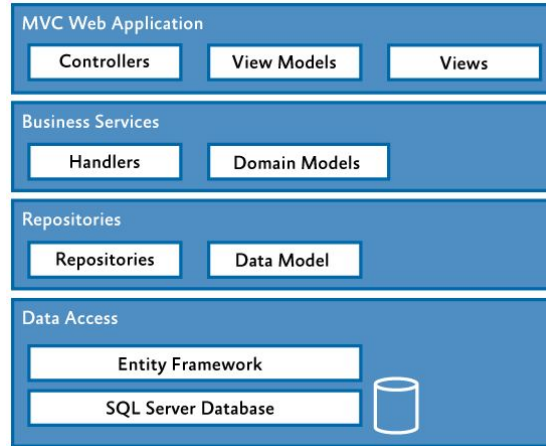 MVC Web Application
Controllers View Models Views
Business Services
Handlers Domain Models
Repositories
Repositories Data Model
Data Access
Entity Framework
SQL Server Database